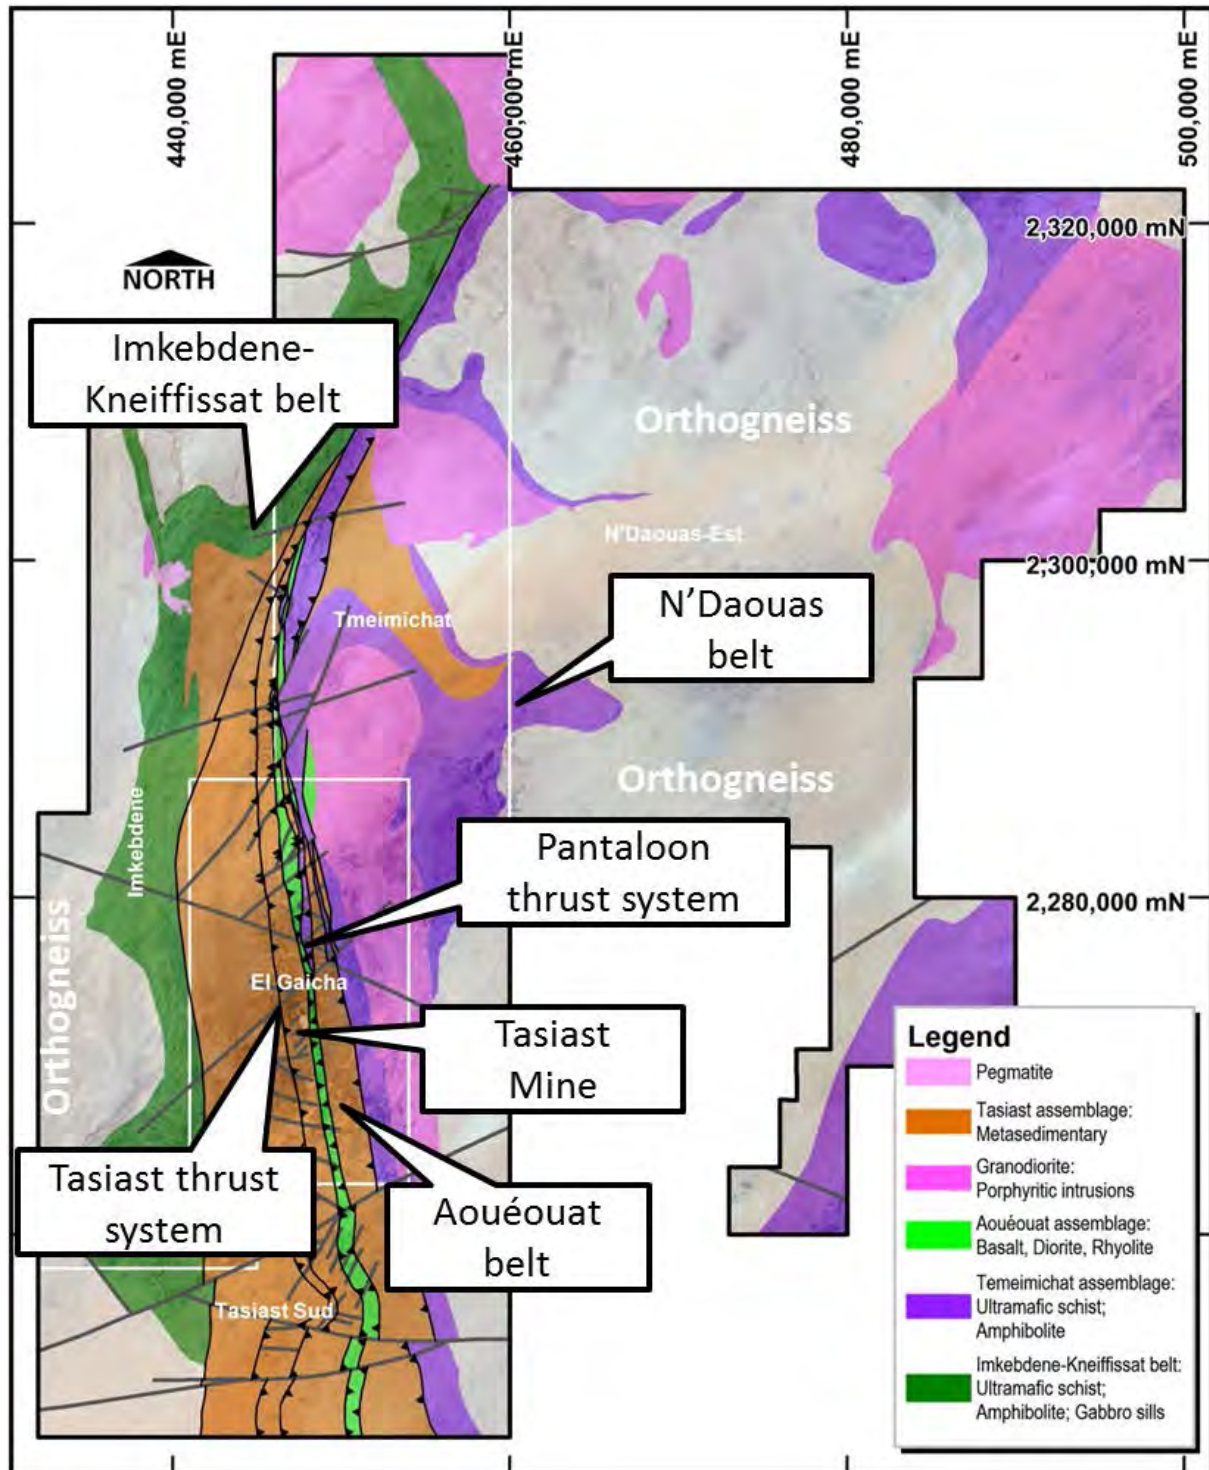 440,000 mE
460,000 mE
480,000 mE
500,000 mE
2,320,000 mN
NORTH
Imkebdene-
Kneiffissat belt
Orthogneiss
N'Daouas-Est
2,300,000 mN
N'Daouas
belt
Tmeimichat
Orthogneiss
Imkebdene
Pantaloon
thrust system
2,280,000 mN
Orthogneiss
El Gaicha
Tasiast
Mine
Tasiast thrust
system
Aouéouat
belt
Tasiast Sud
Legend
Pegmatite
Tasiast assemblage:
Metasedimentary
Granodiorite:
Porphyritic intrusions
Aouéouat assemblage:
Basalt, Diorite, Rhyolite
Temeimichat assemblage:
Ultramafic schist;
Amphibolite
Imkebdene-Kneiffissat belt:
Ultramafic schist;
Amphibolite; Gabbro sills